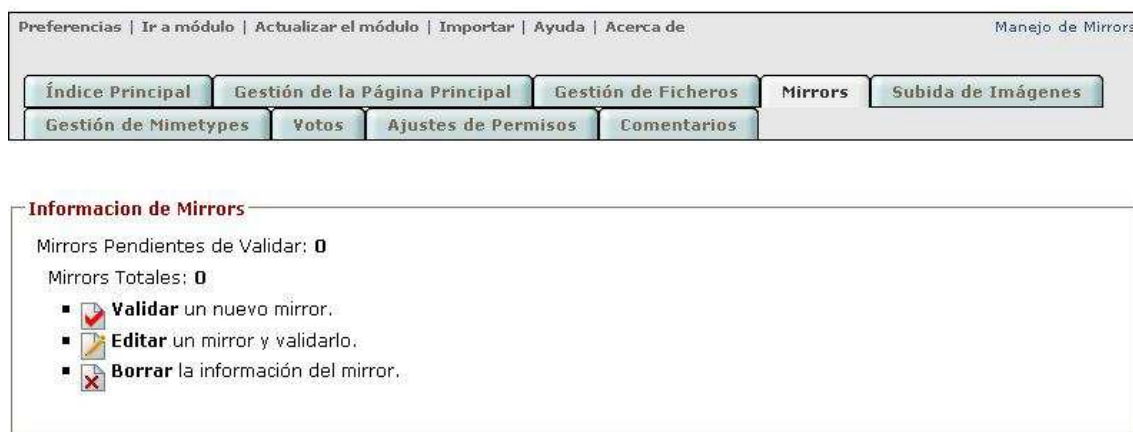 Preferencias | Ir a módulo | Actualizar el módulo | Importar | Ayuda | Acerca de Manejo de Mirrors
Índice Principal Gestión de la Página Principal Gestión de Ficheros Mirrors Subida de Imágenes
Gestión de Mimetypes Votos Ajustes de Permisos Comentarios
Informacion de Mirrors
Mirrors Pendientes de Validar: 0
Mirrors Totales: 0
Validar un nuevo mirror.
Editar un mirror y validarlo.
Borrar la información del mirror.